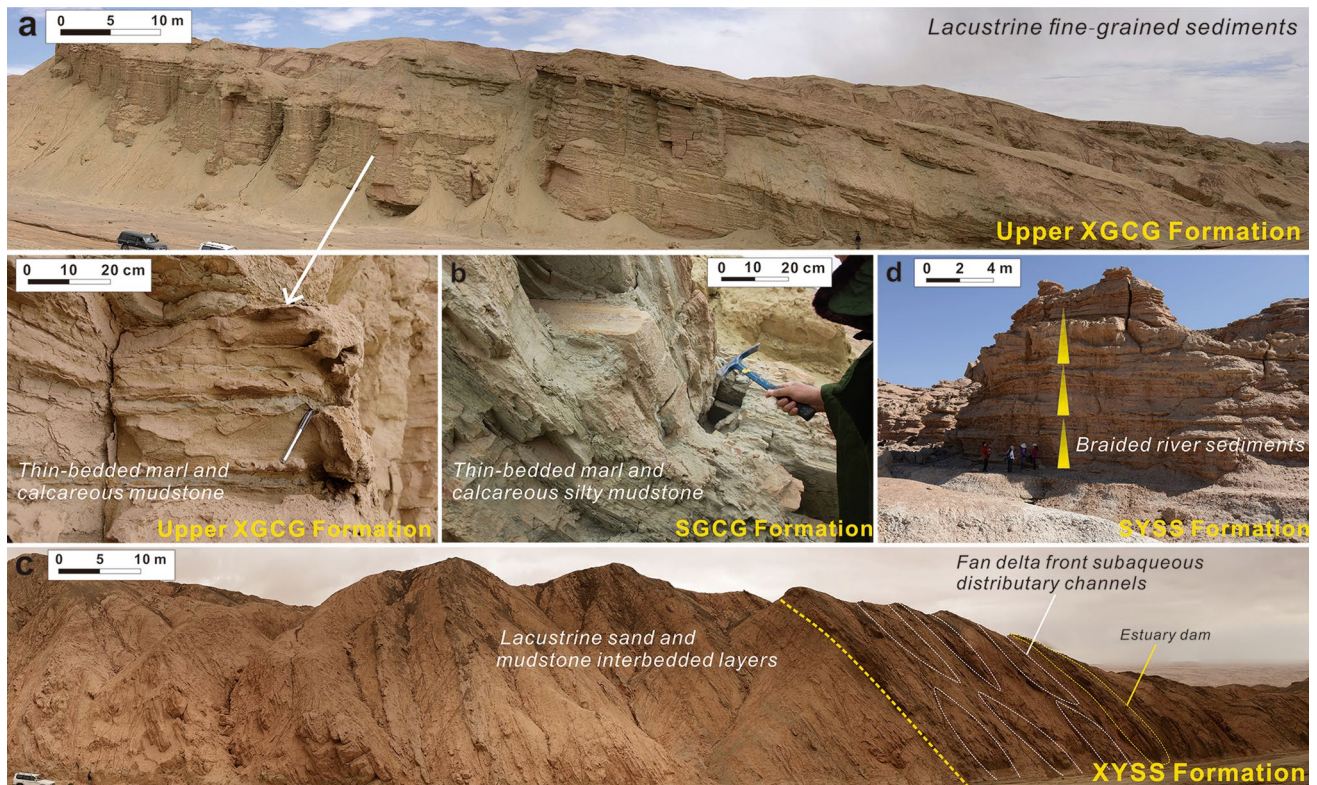 a
0 5 10 m
Lacustrine fine-grained sediments
Upper XGCG Formation
0 10 20 cm
Thin-bedded marl and
calcareous mudstone
Upper XGCG Formation
b
0 10 20 cm
Thin-bedded marl and
calcareous silty mudstone
SGCG Formation
d
0 2 4 m
Braided river sediments
SYSS Formation
c
0 5 10 m
Lacustrine sand and
mudstone interbedded layers
Fan delta front subaqueous
distributary channels
Estuary dam
XYSS Formation